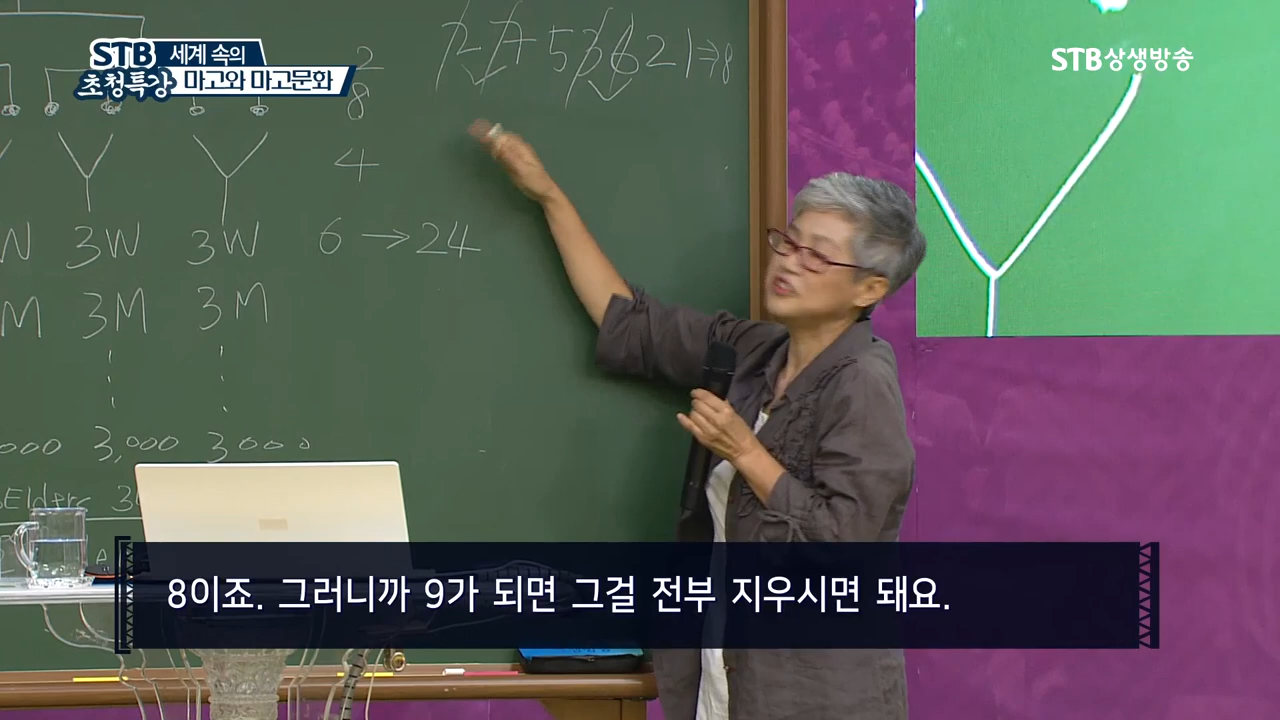 STB 세계 속의
초청특강 마고와 마고문화
STB상생방송
2
8
4
3W 3W 6 → 24
M 3M 3M
000 3,000 3000
Elders
8이죠. 그러니까 9가 되면 그걸 전부 지우시면 돼요.